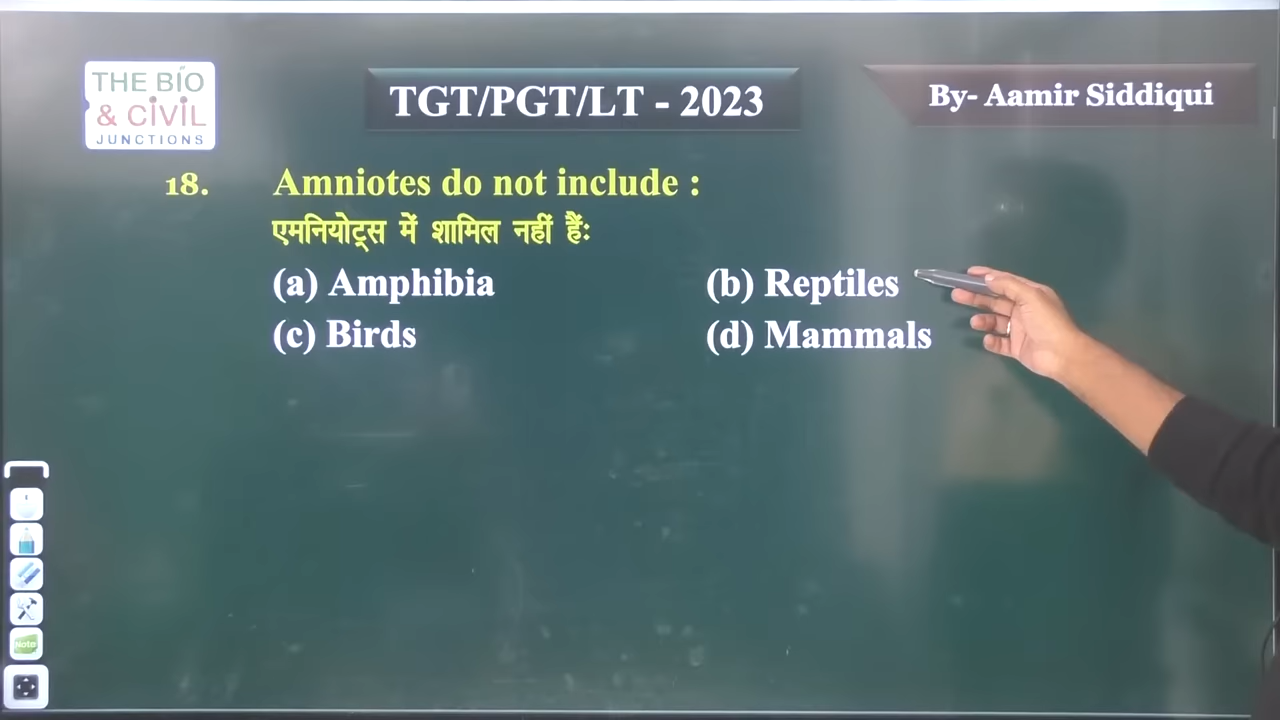 THE BIO
& CIVIL
JUNCTIONS
TGT/PGT/LT - 2023
By- Aamir Siddiqui
18. Amniotes do not include :
एमनियोट्स में शामिल नहीं हैंः
(a) Amphibia (b) Reptiles
(c) Birds (d) Mammals
Note